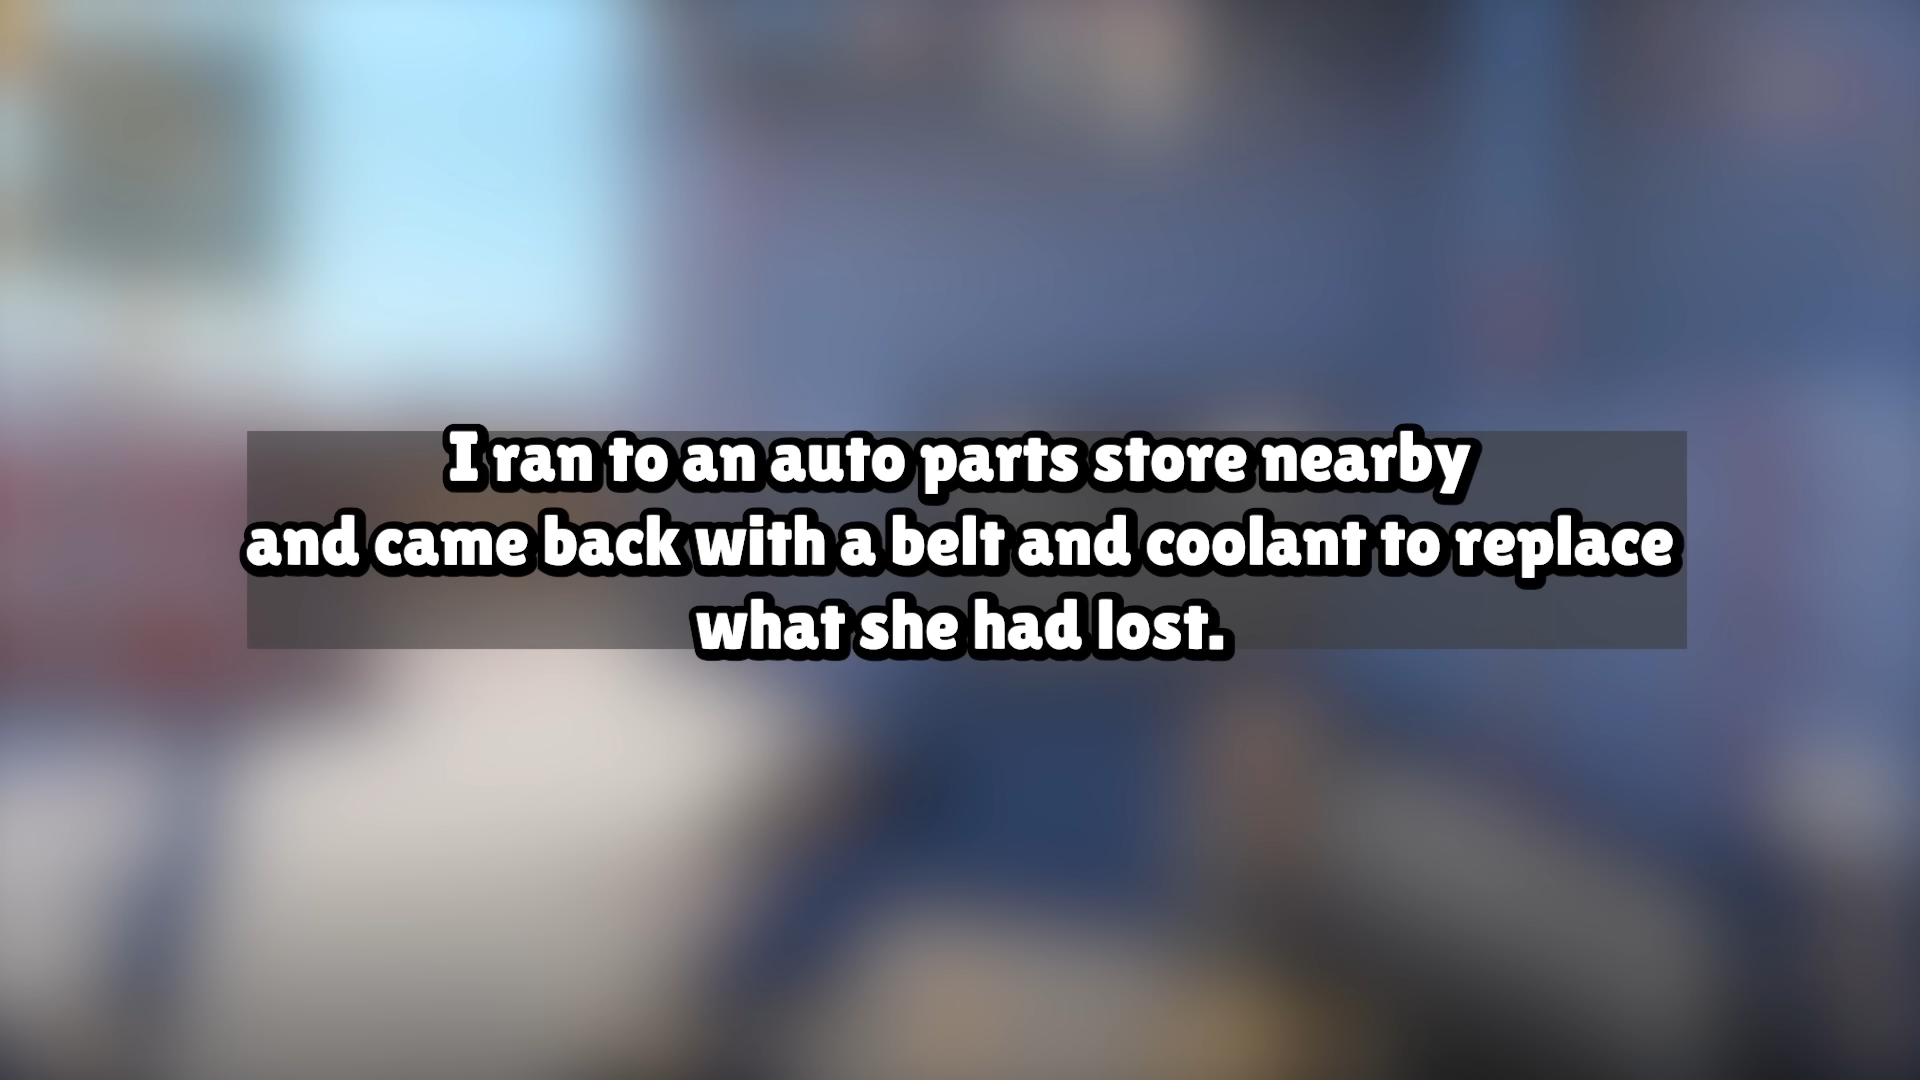 I ran to an auto parts store nearby
and came back with a belt and coolant to replace
what she had lost.